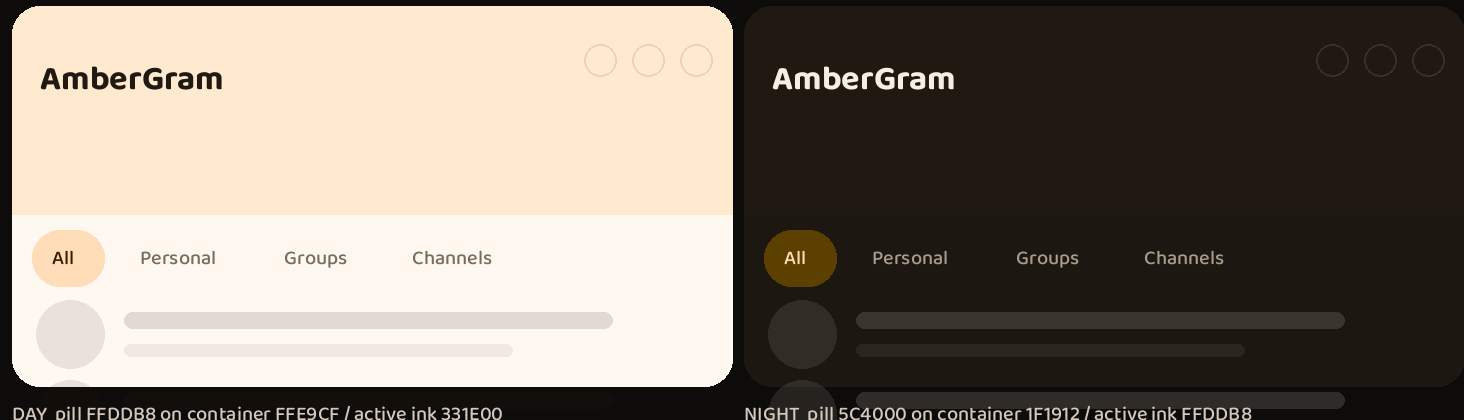 AmberGram
AmberGram
All Personal Groups Channels
All Personal Groups Channels
DAY pill FFDDB8 on container FFE9CF / active ink 331E00
NIGHT pill 5C4000 on container 1F1912 / active ink FFDDB8